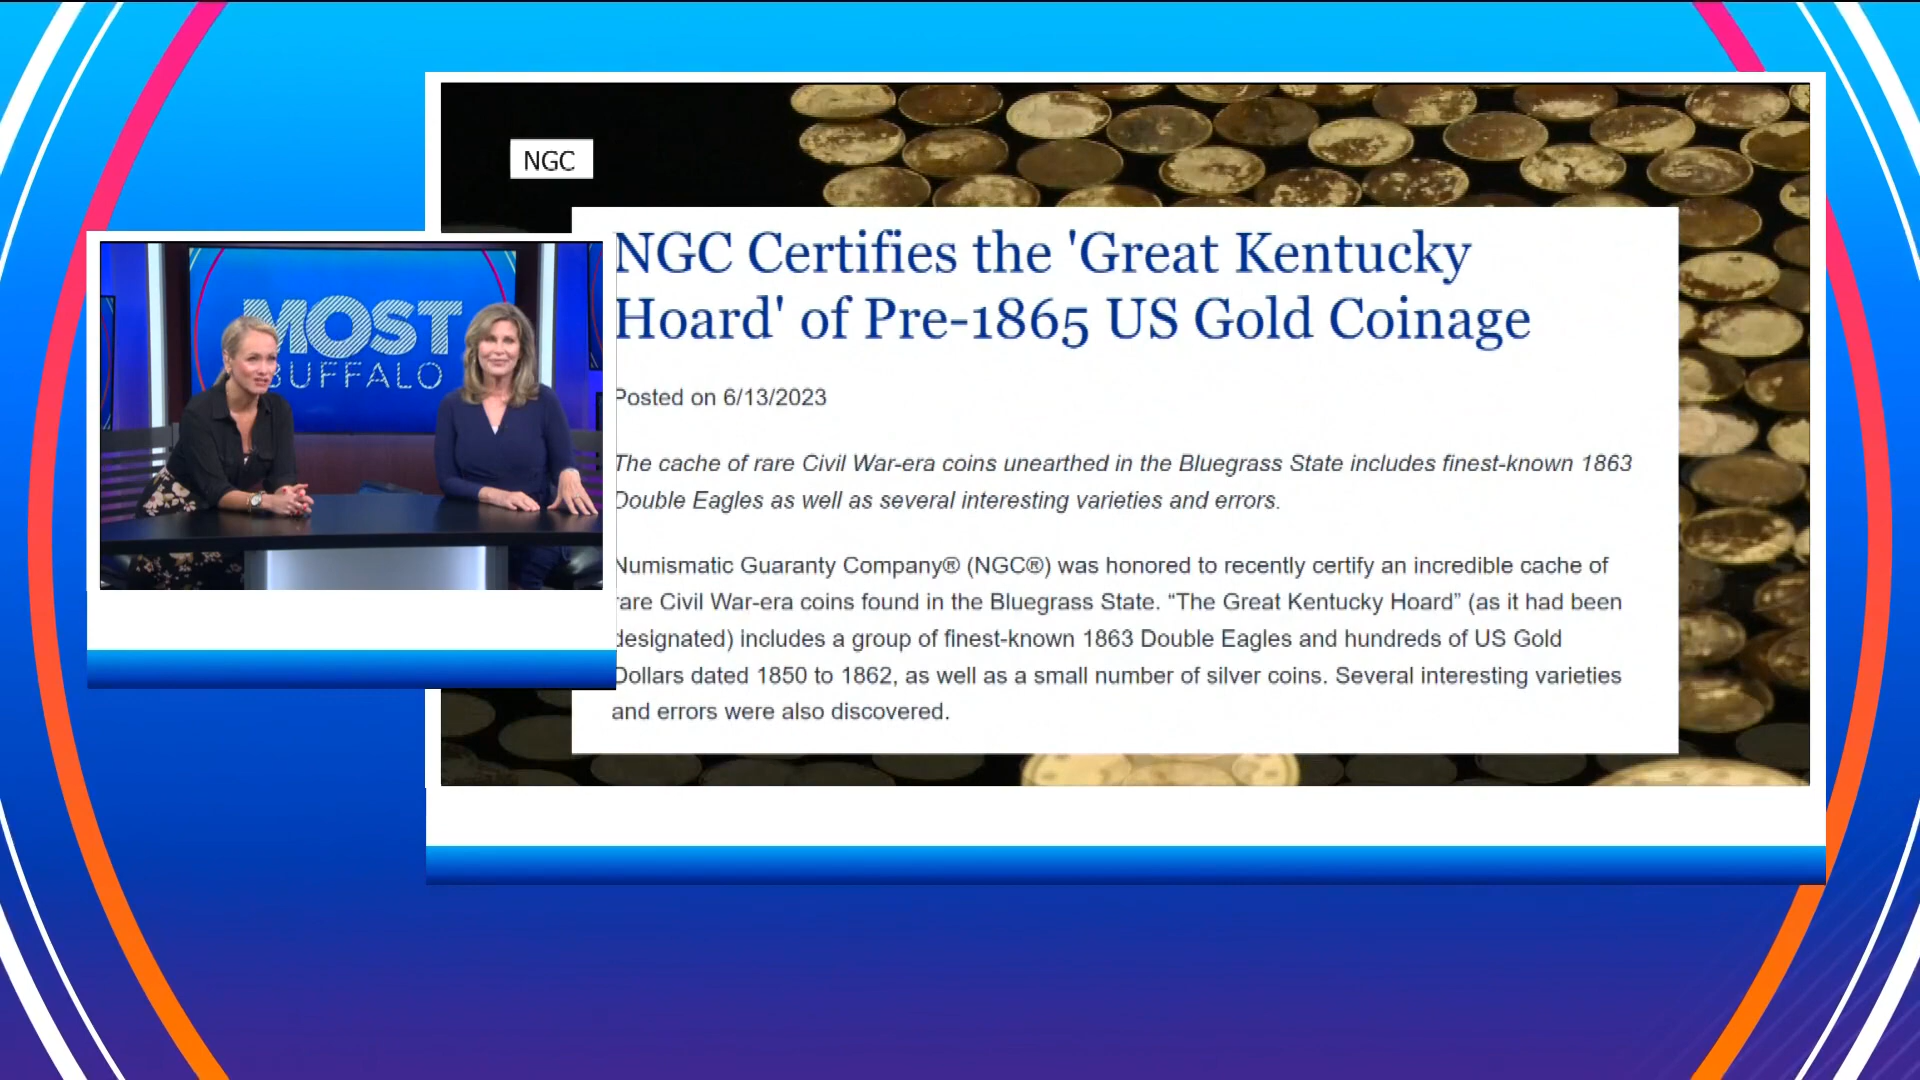 NGC
NGC Certifies the 'Great Kentucky
Hoard' of Pre-1865 US Gold Coinage
Posted on 6/13/2023
The cache of rare Civil War-era coins unearthed in the Bluegrass State includes finest-known 1863
Double Eagles as well as several interesting varieties and errors.
Numismatic Guaranty Company® (NGC®) was honored to recently certify an incredible cache of
rare Civil War-era coins found in the Bluegrass State. “The Great Kentucky Hoard” (as it had been
designated) includes a group of finest-known 1863 Double Eagles and hundreds of US Gold
Dollars dated 1850 to 1862, as well as a small number of silver coins. Several interesting varieties
and errors were also discovered.
MOST
BUFFALO